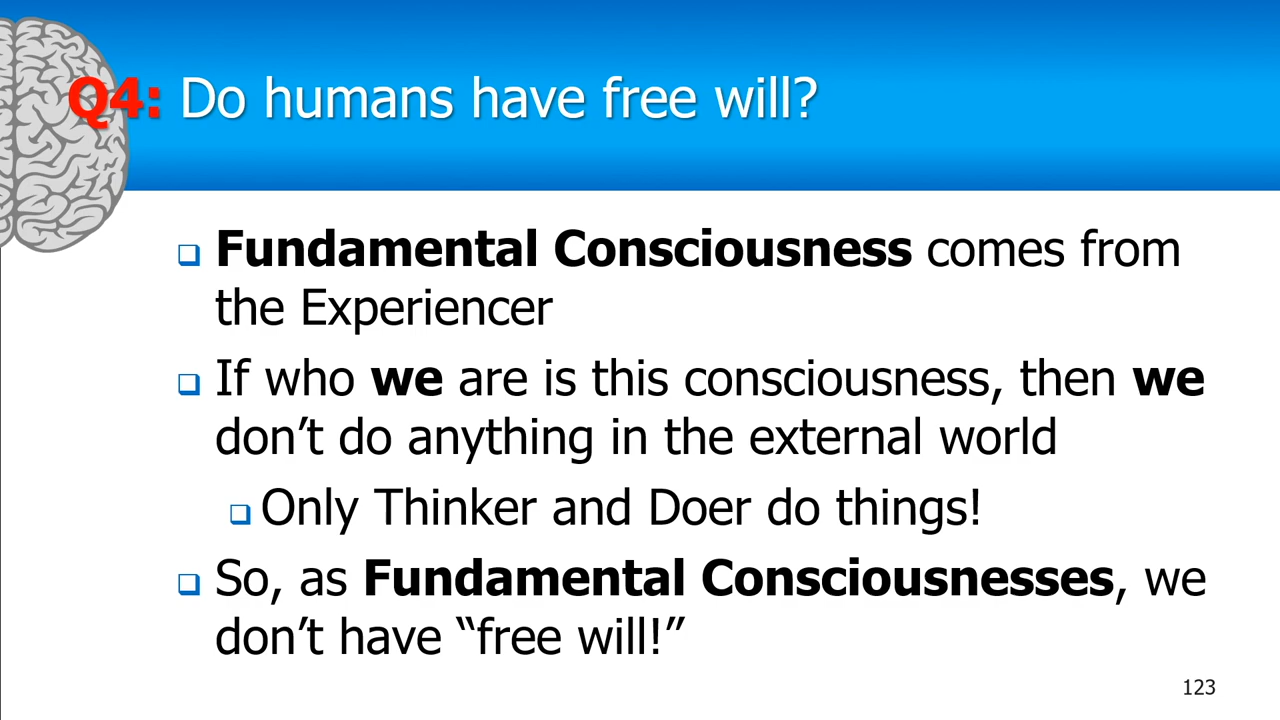 Q4: Do humans have free will?
Fundamental Consciousness comes from
the Experiencer
If who we are is this consciousness, then we
don’t do anything in the external world
Only Thinker and Doer do things!
So, as Fundamental Consciousnesses, we
don’t have “free will!”
123